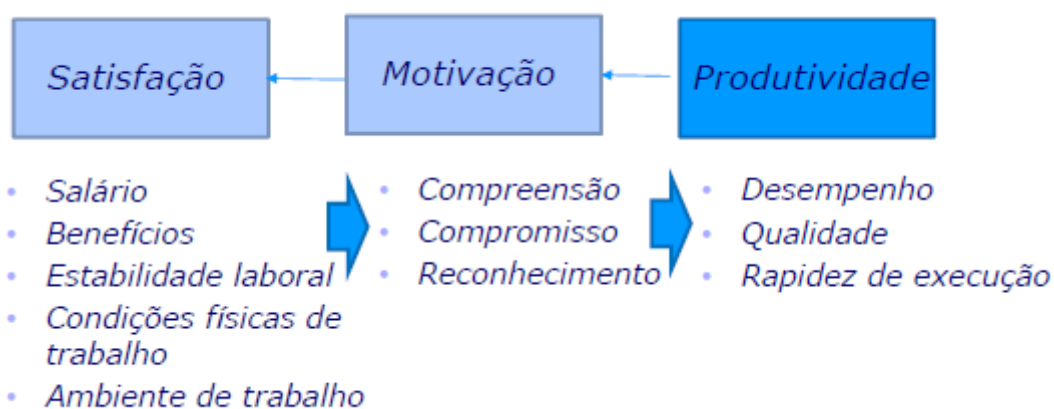 Satisfação
Motivação
Produtividade
• Salário
• Benefícios
• Estabilidade laboral
• Condições físicas de
trabalho
• Ambiente de trabalho
• Compreensão
• Compromisso
• Reconhecimento
• Desempenho
• Qualidade
• Rapidez de execução